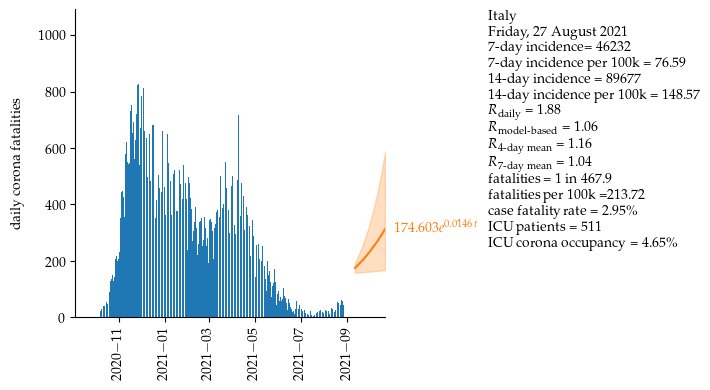 Italy
Friday, 27 August 2021
7-day incidence= 46232
7-day incidence per 100k = 76.59
14-day incidence = 89677
14-day incidence per 100k = 148.57
R_daily = 1.88
R_model-based = 1.06
R_4-day mean = 1.16
R_7-day mean = 1.04
fatalities = 1 in 467.9
fatalities per 100k =213.72
case fatality rate = 2.95%
ICU patients = 511
ICU corona occupancy = 4.65%
daily corona fatalities
1000
800
600
400
200
0
174.603e^{0.0146 t}
2020−11
2021−01
2021−03
2021−05
2021−07
2021−09